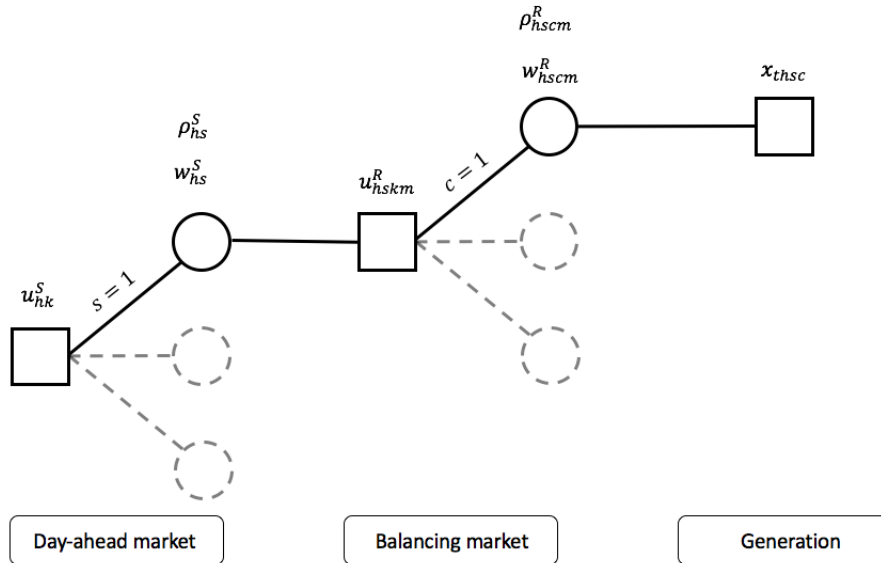 ρ^R_hscm
w^R_hscm
x_thsc
ρ^S_hs
w^S_hs
u^R_hskm
c = 1
u^S_hk
s = 1
Day-ahead market
Balancing market
Generation